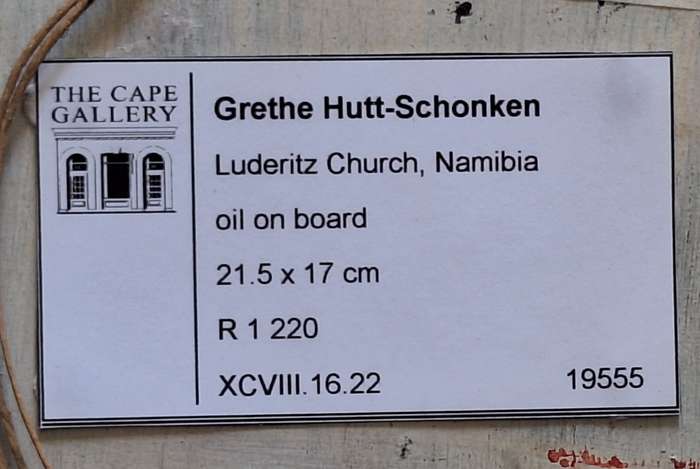 THE CAPE
GALLERY
Grethe Hutt-Schonken
Luderitz Church, Namibia
oil on board
21.5 x 17 cm
R 1 220
XCVIII.16.22
19555